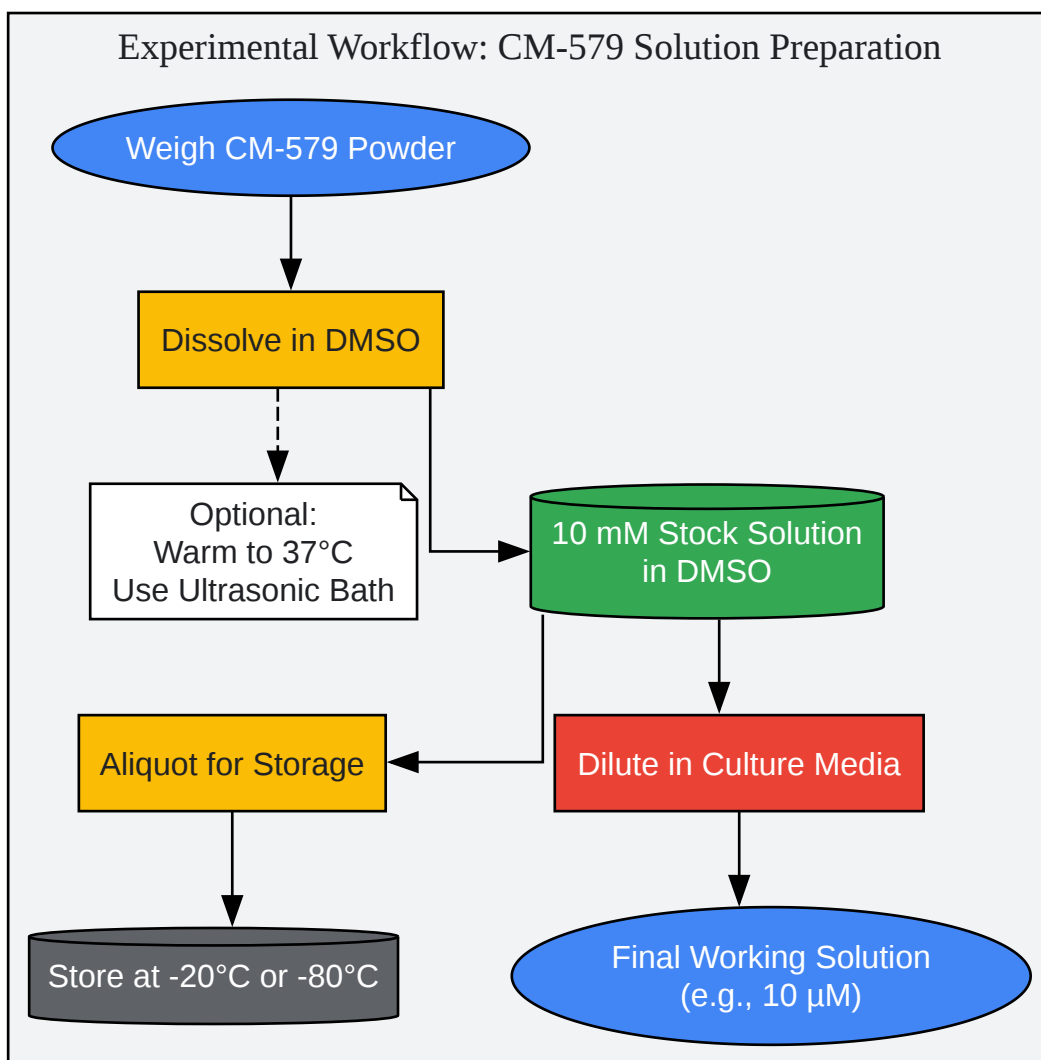 Experimental Workflow: CM-579 Solution Preparation
Weigh CM-579 Powder
Dissolve in DMSO
Optional:
Warm to 37°C
Use Ultrasonic Bath
10 mM Stock Solution
in DMSO
Aliquot for Storage
Dilute in Culture Media
Store at -20°C or -80°C
Final Working Solution
(e.g., 10 µM)